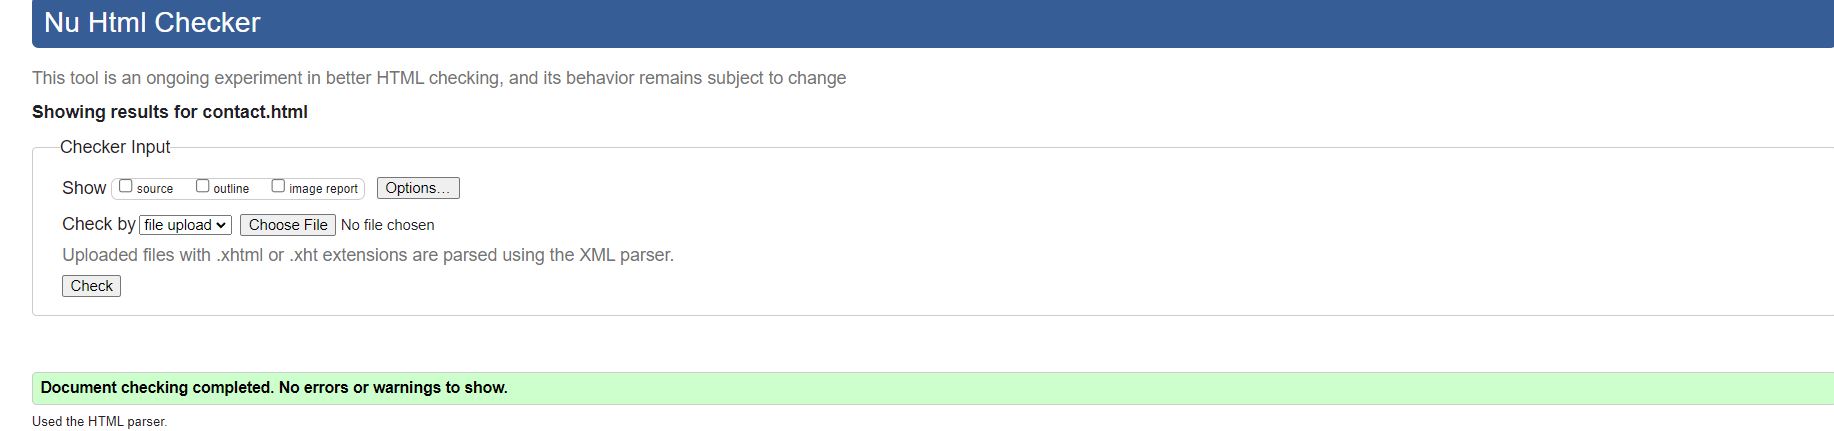 Nu Html Checker
This tool is an ongoing experiment in better HTML checking, and its behavior remains subject to change
Showing results for contact.html
Checker Input
Show source outline image report Options...
Check by file upload Choose File No file chosen
Uploaded files with .xhtml or .xht extensions are parsed using the XML parser.
Check
Document checking completed. No errors or warnings to show.
Used the HTML parser.